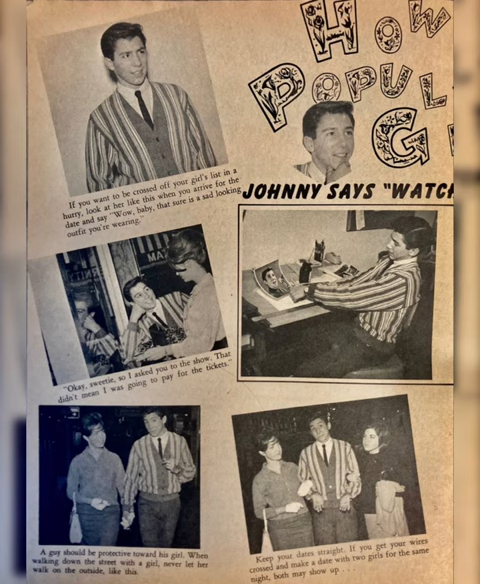 HOW
POPUL
G
JOHNNY SAYS "WATCH
If you want to be crossed off your girl's list in a
hurry, look at her like this when you arrive for the
date and say "Wow, baby, that sure is a sad looking
outfit you're wearing."
"Okay, sweetie, so I asked you to the show. That
didn't mean I was going to pay for the tickets."
A guy should be protective toward his girl. When
walking down the street with a girl, never let her
walk on the outside, like this.
Keep your dates straight. If you get your wires
crossed and make a date with two girls for the same
night, both may show up .